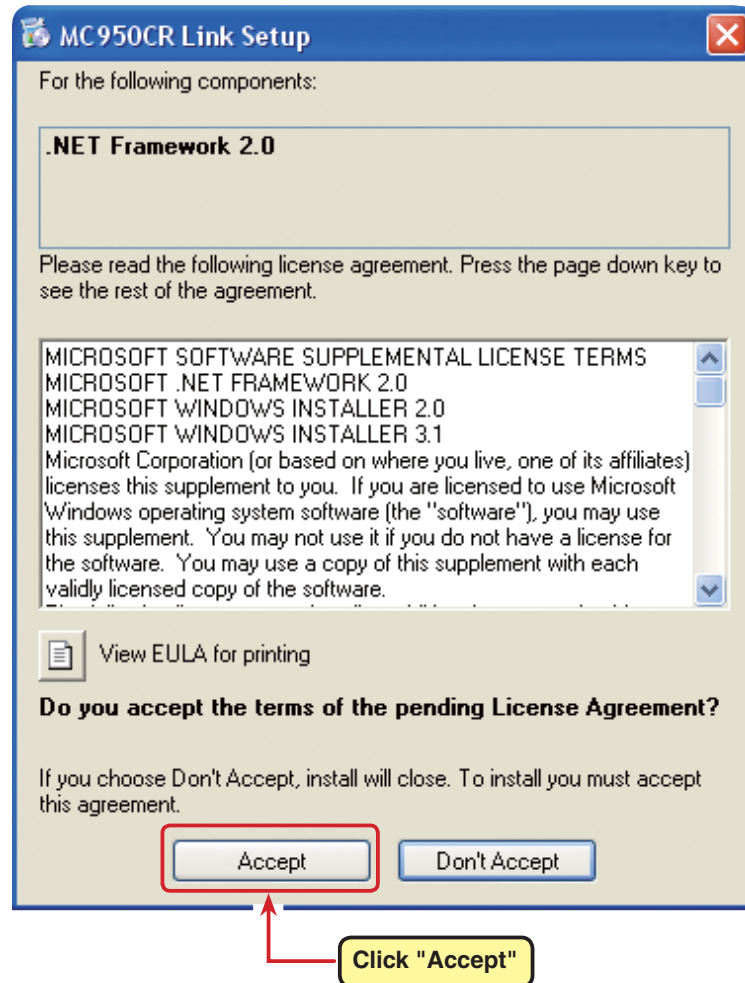 MC950CR Link Setup
For the following components:
.NET Framework 2.0
Please read the following license agreement. Press the page down key to
see the rest of the agreement.
MICROSOFT SOFTWARE SUPPLEMENTAL LICENSE TERMS
MICROSOFT .NET FRAMEWORK 2.0
MICROSOFT WINDOWS INSTALLER 2.0
MICROSOFT WINDOWS INSTALLER 3.1
Microsoft Corporation (or based on where you live, one of its affiliates)
licenses this supplement to you.  If you are licensed to use Microsoft
Windows operating system software (the "software"), you may use
this supplement.  You may not use it if you do not have a license for
the software.  You may use a copy of this supplement with each
validly licensed copy of the software.
View EULA for printing
Do you accept the terms of the pending License Agreement?
If you choose Don't Accept, install will close. To install you must accept
this agreement.
Accept
Don't Accept
Click "Accept"